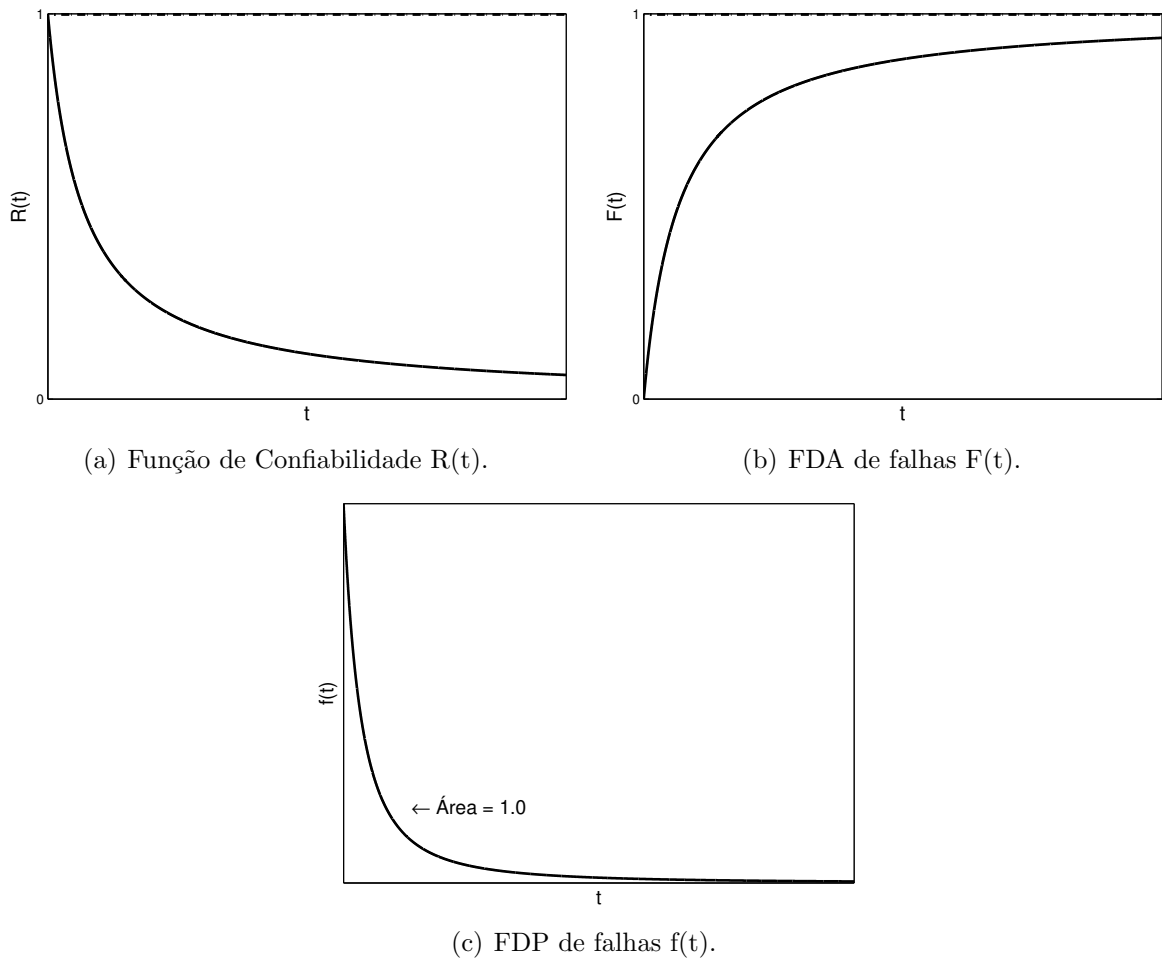 1
R(t)
0
t
(a) Função de Confiabilidade R(t).
1
F(t)
0
t
(b) FDA de falhas F(t).
f(t)
← Área = 1.0
t
(c) FDP de falhas f(t).